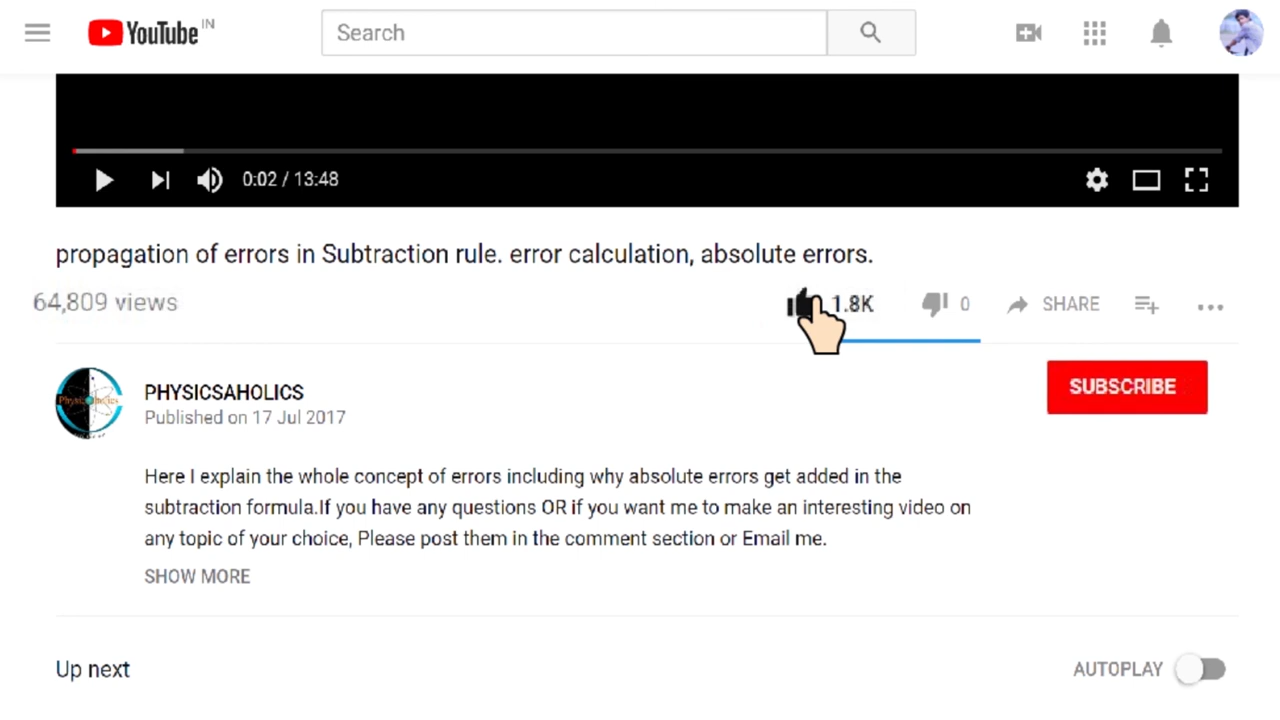 YouTube IN
Search
0:02 / 13:48
propagation of errors in Subtraction rule. error calculation, absolute errors.
64,809 views
1.8K
0
SHARE
PHYSICSAHOLICS
SUBSCRIBE
Published on 17 Jul 2017
Here I explain the whole concept of errors including why absolute errors get added in the
subtraction formula.If you have any questions OR if you want me to make an interesting video on
any topic of your choice, Please post them in the comment section or Email me.
SHOW MORE
Up next
AUTOPLAY